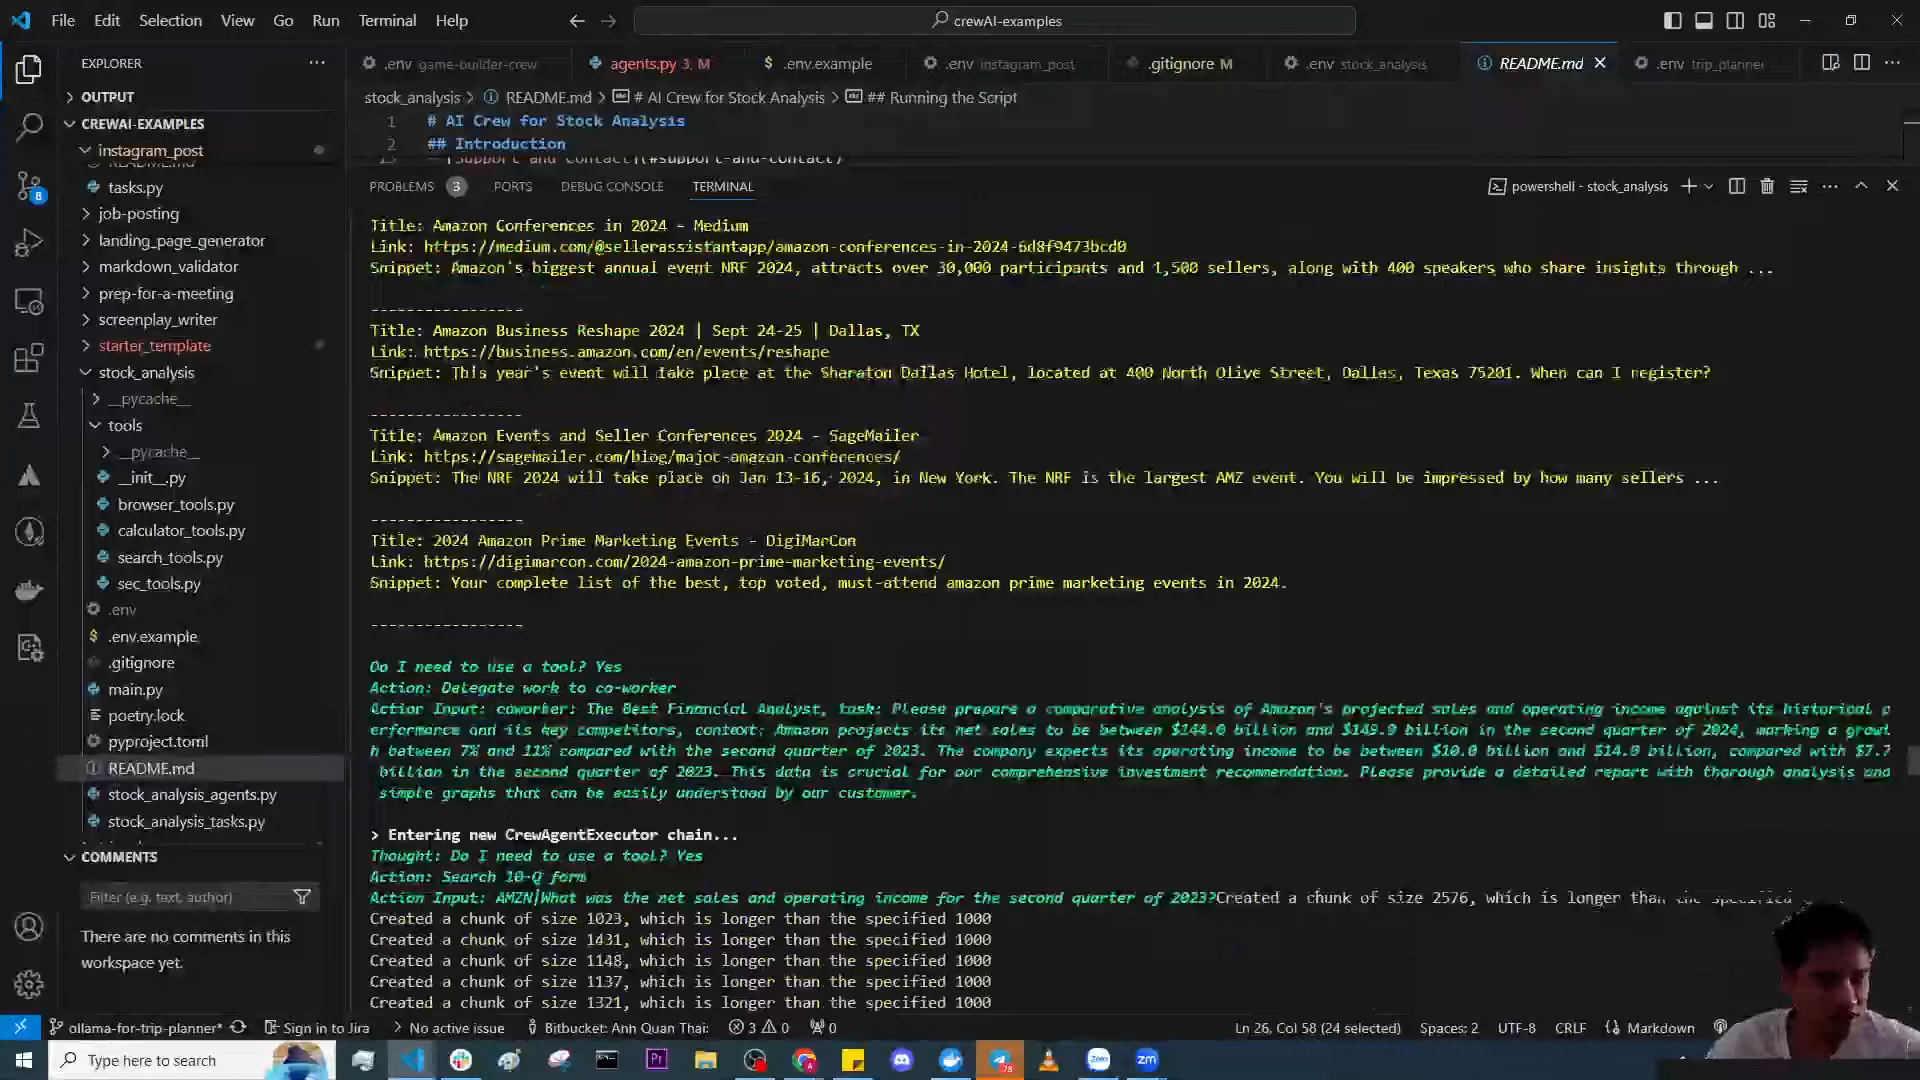 File Edit Selection View Go Run Terminal Help
crewAI-examples
EXPLORER
OUTPUT
CREWAI-EXAMPLES
instagram_post
README.md
tasks.py
job-posting
landing_page_generator
markdown_validator
prep-for-a-meeting
screenplay_writer
starter_template
stock_analysis
__pycache__
tools
__pycache__
__init__.py
browser_tools.py
calculator_tools.py
search_tools.py
sec_tools.py
.env
.env.example
.gitignore
main.py
poetry.lock
pyproject.toml
README.md
stock_analysis_agents.py
stock_analysis_tasks.py
COMMENTS
Filter (e.g. text, author)
There are no comments in this
workspace yet.
8
.env game-builder-crew agents.py 3, M .env.example .env instagram_post .gitignore M .env stock_analysis README.md .env trip_planner
stock_analysis > README.md > # AI Crew for Stock Analysis > ## Running the Script
1 # AI Crew for Stock Analysis
2 ## Introduction
13 - [Support and Contact](#support-and-contact)
PROBLEMS 3 PORTS DEBUG CONSOLE TERMINAL
powershell - stock_analysis
Title: Amazon Conferences in 2024 - Medium
Link: https://medium.com/@sellerassistantapp/amazon-conferences-in-2024-6d8f9473bcd0
Snippet: Amazon's biggest annual event NRF 2024, attracts over 30,000 participants and 1,500 sellers, along with 400 speakers who share insights through ...
-----------------
Title: Amazon Business Reshape 2024 | Sept 24-25 | Dallas, TX
Link: https://business.amazon.com/en/events/reshape
Snippet: This year's event will take place at the Sharaton Dallas Hotel, located at 400 North Olive Street, Dallas, Texas 75201. When can I register?
-----------------
Title: Amazon Events and Seller Conferences 2024 - SageMailer
Link: https://sagemailer.com/blog/major-amazon-conferences/
Snippet: The NRF 2024 will take place on Jan 13-16, 2024, in New York. The NRF is the largest AMZ event. You will be impressed by how many sellers ...
-----------------
Title: 2024 Amazon Prime Marketing Events - DigiMarCon
Link: https://digimarcon.com/2024-amazon-prime-marketing-events/
Snippet: Your complete list of the best, top voted, must-attend amazon prime marketing events in 2024.
-----------------
Do I need to use a tool? Yes
Action: Delegate work to co-worker
Action Input: coworker: The Best Financial Analyst, task: Please prepare a comparative analysis of Amazon's projected sales and operating income against its historical p
erformance and its key competitors, context: Amazon projects its net sales to be between $144.0 billion and $149.0 billion in the second quarter of 2024, marking a growt
h between 7% and 11% compared with the second quarter of 2023. The company expects its operating income to be between $10.0 billion and $14.0 billion, compared with $7.7
billion in the second quarter of 2023. This data is crucial for our comprehensive investment recommendation. Please provide a detailed report with thorough analysis and
simple graphs that can be easily understood by our customer.
> Entering new CrewAgentExecutor chain...
Thought: Do I need to use a tool? Yes
Action: Search 10-Q form
Action Input: AMZN|What was the net sales and operating income for the second quarter of 2023?Created a chunk of size 2576, which is longer than the specified
Created a chunk of size 1023, which is longer than the specified 1000
Created a chunk of size 1431, which is longer than the specified 1000
Created a chunk of size 1148, which is longer than the specified 1000
Created a chunk of size 1137, which is longer than the specified 1000
Created a chunk of size 1321, which is longer than the specified 1000
ollama-for-trip-planner* Sign in to Jira No active issue Bitbucket: Anh Quan Thai: 3 0 0 Ln 26, Col 58 (24 selected) Spaces: 2 UTF-8 CRLF Markdown
Type here to search
Pr
78
zoom
zm